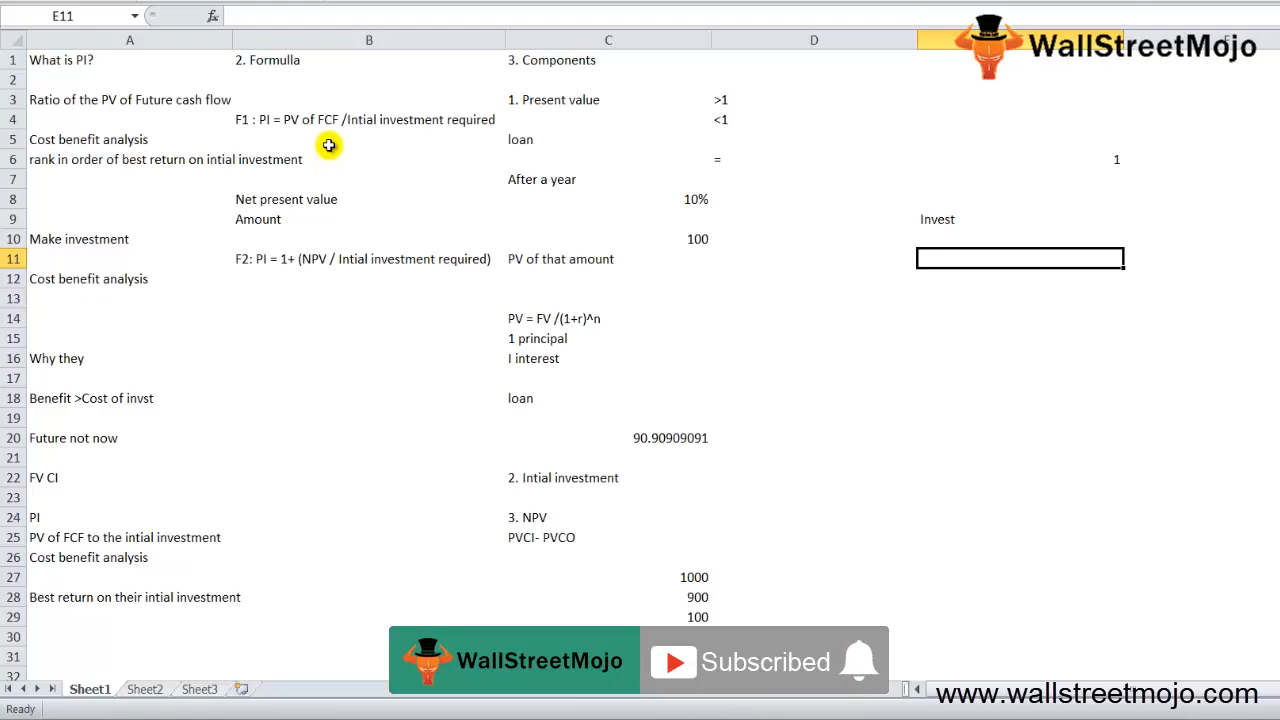 E11
fx
WallStreetMojo
A B C D E
1 What is PI? 2. Formulla 3. Components
2
3 Ratio of the PV of Future cash flow 1. Present value >1
4 F1 : PI = PV of FCF /Intial investment required <1
5 Cost benefit analysis loan
6 rank in order of best return on intial investment = 1
7 After a year
8 Net present value 10%
9 Amount Invest
10 Make investment 100
11 F2: PI = 1+ (NPV / Intial investment required) PV of that amount
12 Cost benefit analysis
13
14 PV = FV /(1+r)^n
15 1 principal
16 Why they I interest
17
18 Benefit >Cost of invst loan
19
20 Future not now 90.90909091
21
22 FV CI 2. Intial investment
23
24 PI 3. NPV
25 PV of FCF to the intial investment PVCI- PVCO
26 Cost benefit analysis
27 1000
28 Best return on their intial investment 900
29 100
30
31
32
WallStreetMojo Subscribed
Sheet1 Sheet2 Sheet3
www.wallstreetmojo.com
Ready